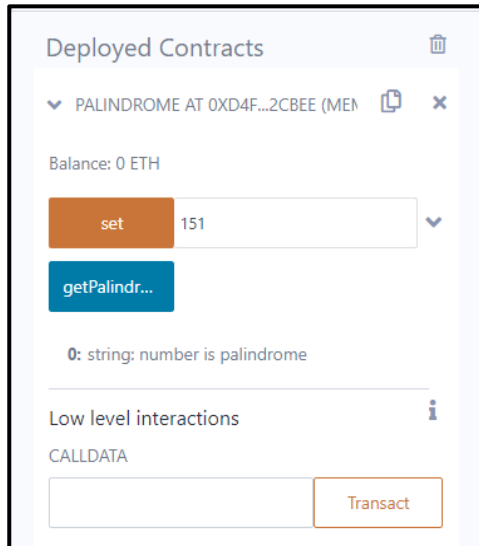 Deployed Contracts
PALINDROME AT 0XD4F...2CBEE (MEM
Balance: 0 ETH
set 151
getPalindr...
0: string: number is palindrome
Low level interactions
i
CALLDATA
Transact